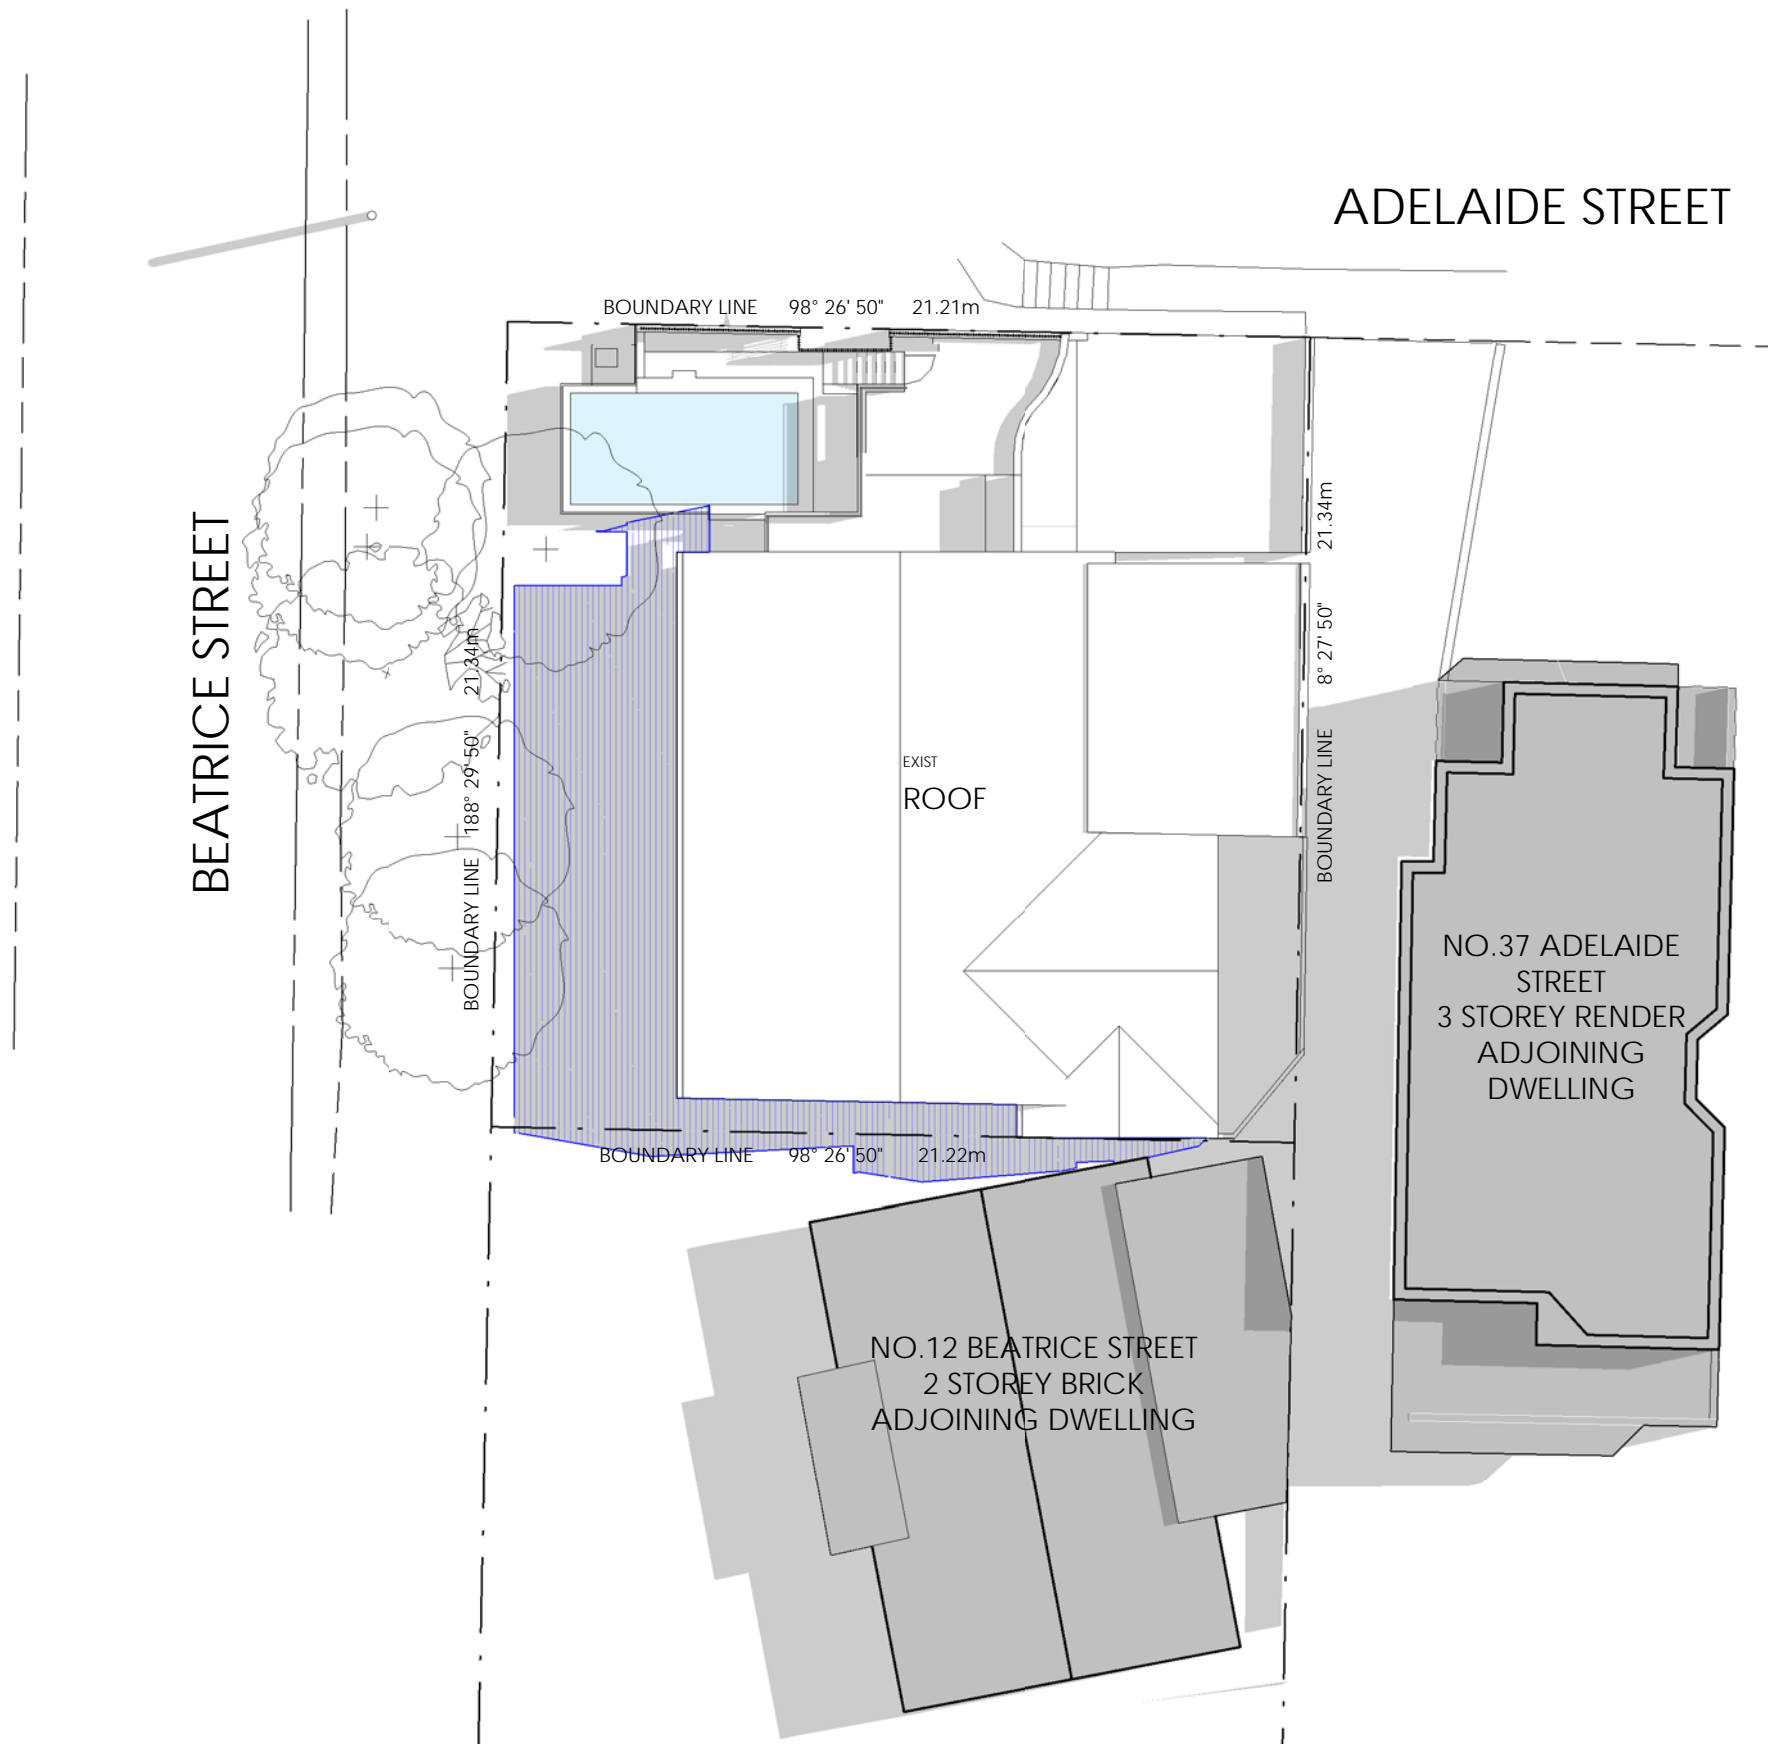 ADELAIDE STREET
BOUNDARY LINE 98° 26' 50" 21.21m
BEATRICE STREET
BOUNDARY LINE 188° 29' 50" 21.34m
BOUNDARY LINE 8° 27' 50" 21.34m
EXIST
ROOF
NO.37 ADELAIDE
STREET
3 STOREY RENDER
ADJOINING
DWELLING
BOUNDARY LINE 98° 26' 50" 21.22m
NO.12 BEATRICE STREET
2 STOREY BRICK
ADJOINING DWELLING